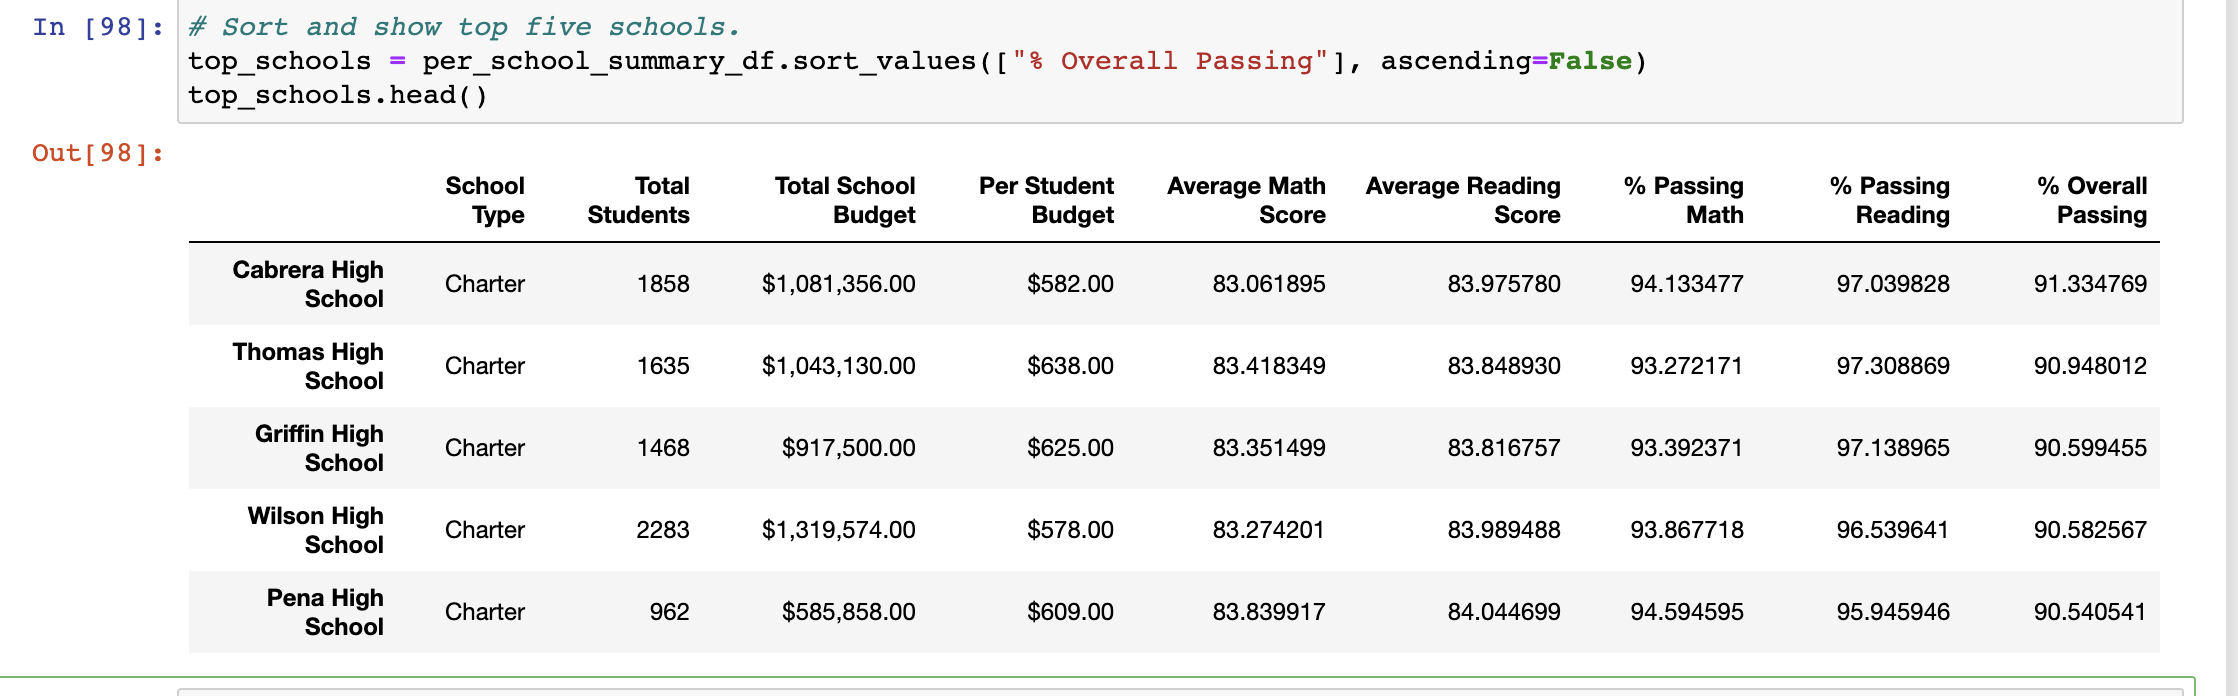 In [98]: # Sort and show top five schools.
top_schools = per_school_summary_df.sort_values(["% Overall Passing"], ascending=False)
top_schools.head()
Out[98]:
School Type Total Students Total School Budget Per Student Budget Average Math Score Average Reading Score % Passing Math % Passing Reading % Overall Passing
Cabrera High School Charter 1858 $1,081,356.00 $582.00 83.061895 83.975780 94.133477 97.039828 91.334769
Thomas High School Charter 1635 $1,043,130.00 $638.00 83.418349 83.848930 93.272171 97.308869 90.948012
Griffin High School Charter 1468 $917,500.00 $625.00 83.351499 83.816757 93.392371 97.138965 90.599455
Wilson High School Charter 2283 $1,319,574.00 $578.00 83.274201 83.989488 93.867718 96.539641 90.582567
Pena High School Charter 962 $585,858.00 $609.00 83.839917 84.044699 94.594595 95.945946 90.540541